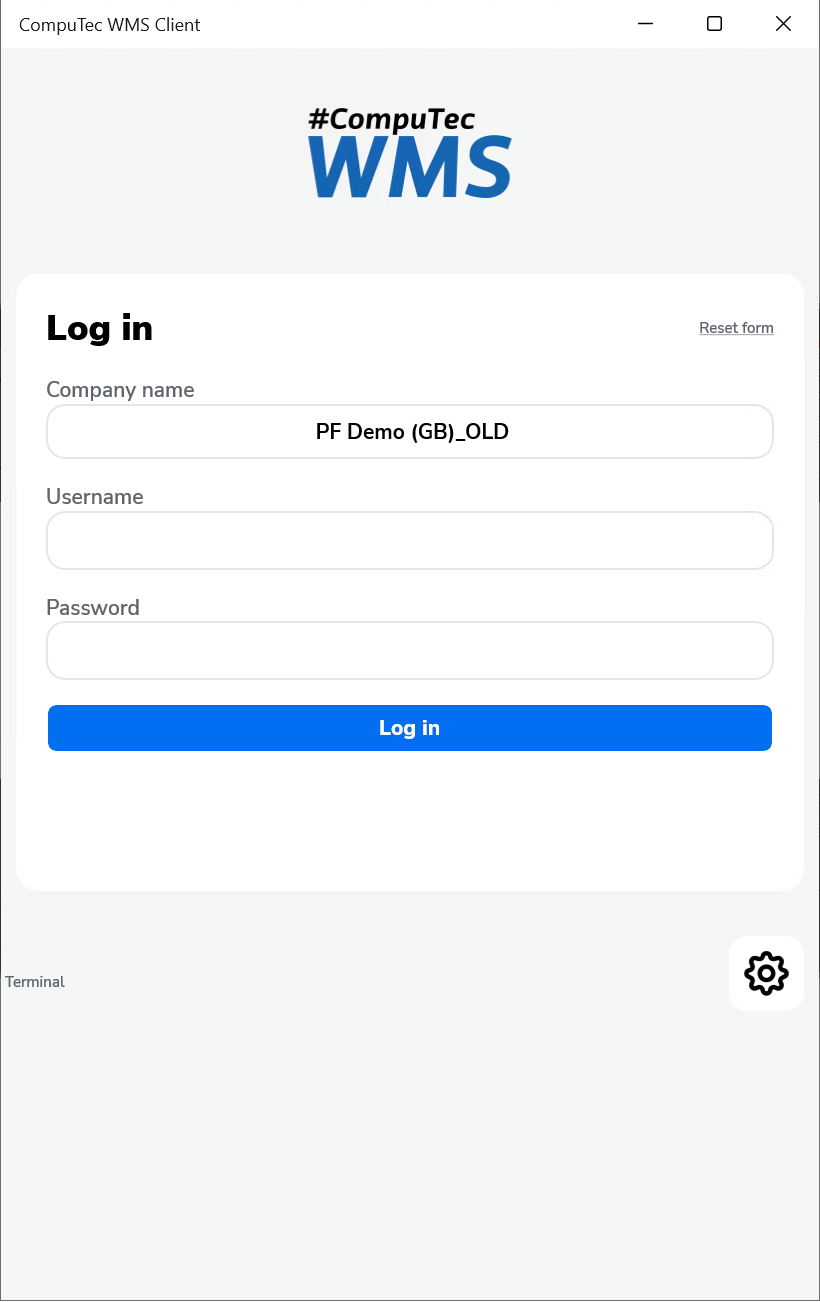 CompuTec WMS Client
#CompuTec
WMS
Log in
Reset form
Company name
PF Demo (GB)_OLD
Username
Password
Log in
Terminal